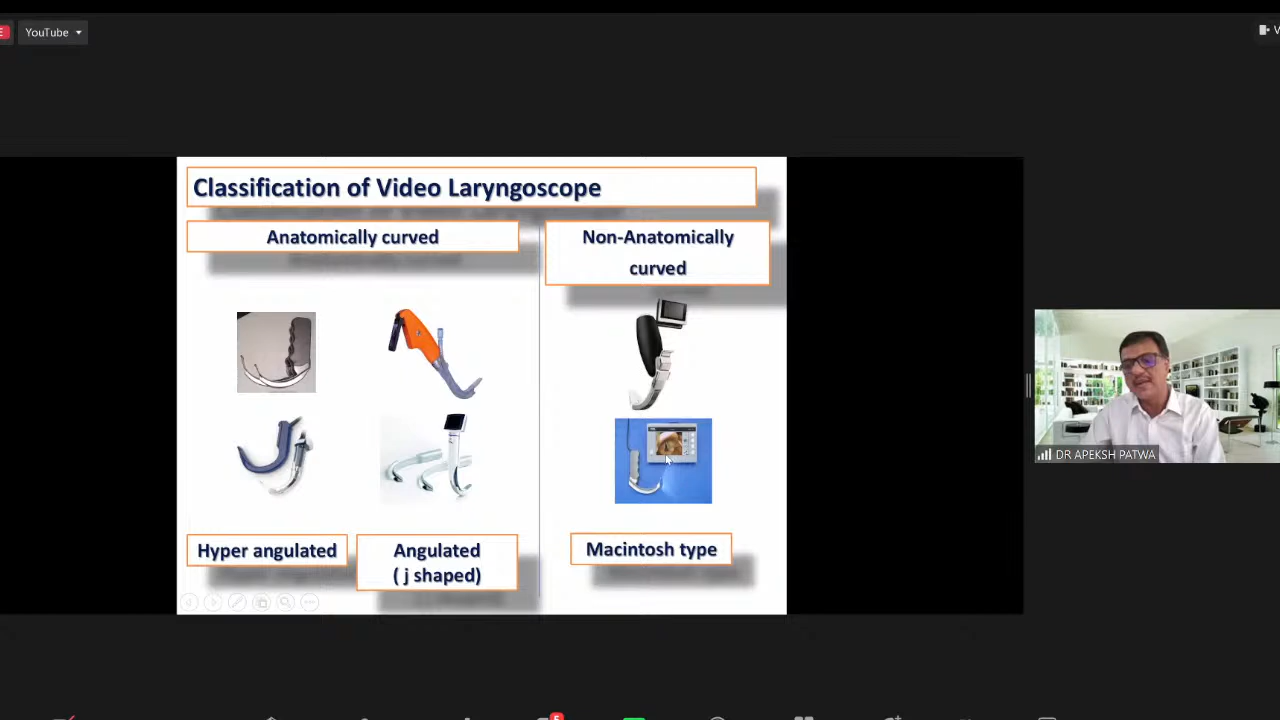 YouTube
Classification of Video Laryngoscope
Anatomically curved
Non-Anatomically
curved
Hyper angulated
Angulated
( j shaped)
Macintosh type
DR APEKSH PATWA